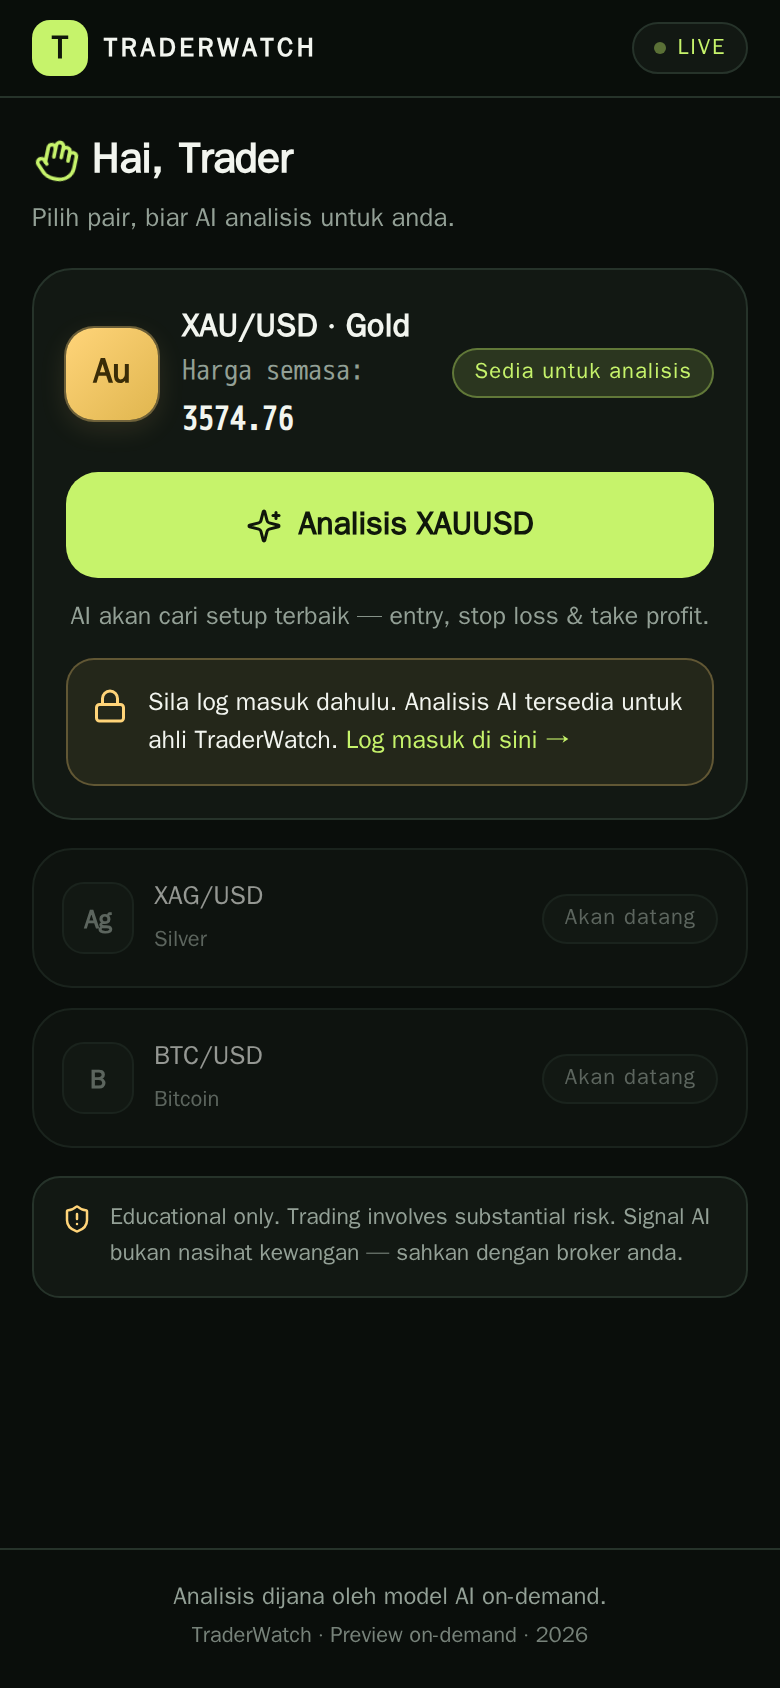 T TRADERWATCH
LIVE
Hai, Trader
Pilih pair, biar AI analisis untuk anda.
Au
XAU/USD · Gold
Harga semasa:
3574.76
Sedia untuk analisis
Analisis XAUUSD
AI akan cari setup terbaik — entry, stop loss & take profit.
Sila log masuk dahulu. Analisis AI tersedia untuk
ahli TraderWatch. Log masuk di sini →
Ag
XAG/USD
Silver
Akan datang
B
BTC/USD
Bitcoin
Akan datang
Educational only. Trading involves substantial risk. Signal AI
bukan nasihat kewangan — sahkan dengan broker anda.
Analisis dijana oleh model AI on-demand.
TraderWatch · Preview on-demand · 2026